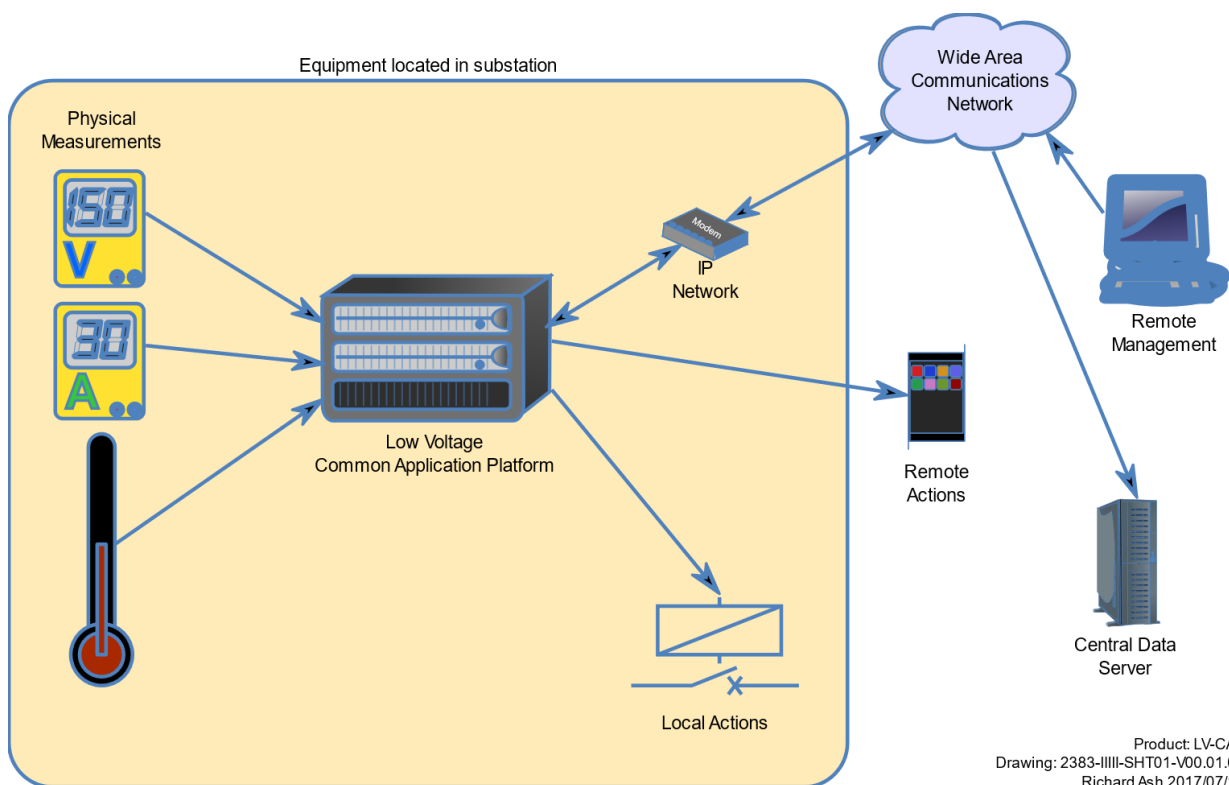 Equipment located in substation
Wide Area
Communications
Network
Physical
Measurements
150
V
Modem
IP
Network
30
A
Remote
Management
Low Voltage
Common Application Platform
Remote
Actions
Central Data
Server
Local Actions
Product: LV-CA
Drawing: 2383-IIIII-SHT01-V00.01.0
Richard Ash 2017/07/